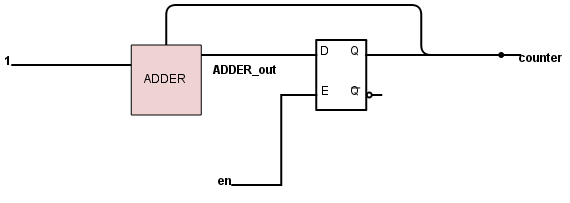 1
ADDER
ADDER_out
D Q
counter
E Q
en